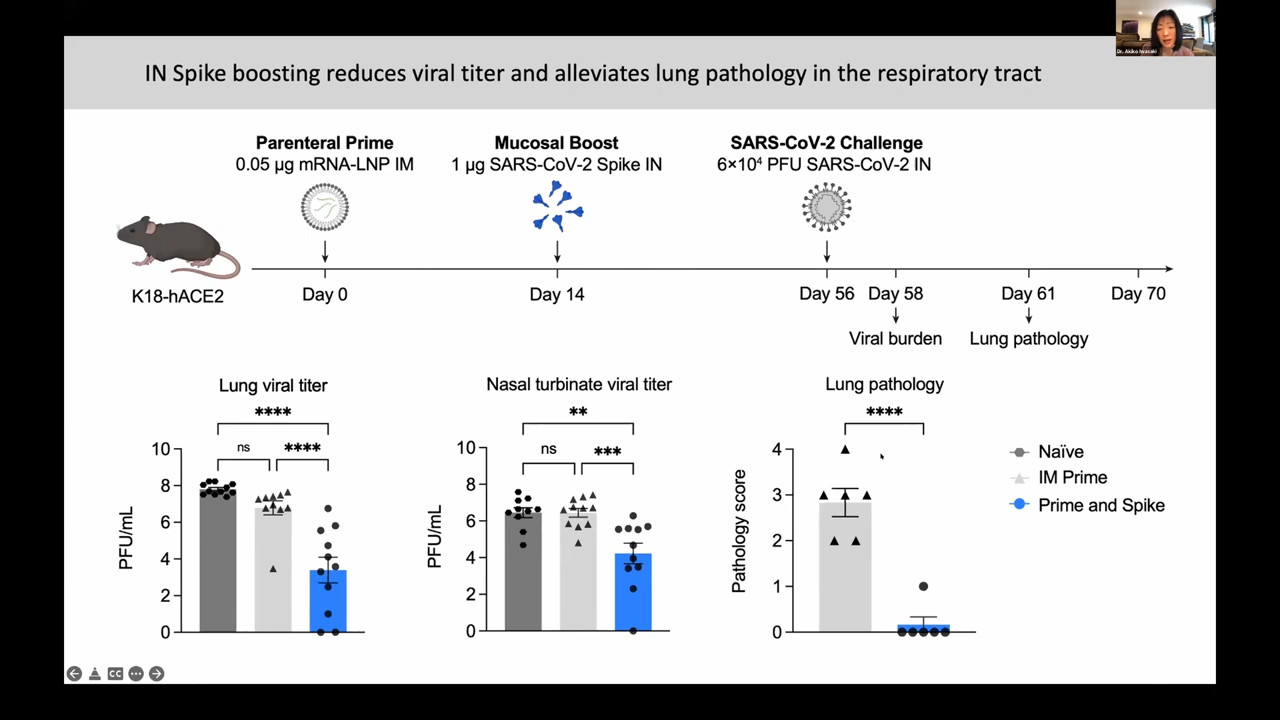 Dr. Akiko Iwasaki
IN Spike boosting reduces viral titer and alleviates lung pathology in the respiratory tract
Parenteral Prime
0.05 µg mRNA-LNP IM
Mucosal Boost
1 µg SARS-CoV-2 Spike IN
SARS-CoV-2 Challenge
6×10⁴ PFU SARS-CoV-2 IN
K18-hACE2
Day 0
Day 14
Day 56
Day 58
Day 61
Day 70
Viral burden
Lung pathology
Lung viral titer
****
ns
****
PFU/mL
10
8
6
4
2
0
Nasal turbinate viral titer
**
ns
***
PFU/mL
10
8
6
4
2
0
Lung pathology
****
Pathology score
4
3
2
1
0
Naïve
IM Prime
Prime and Spike
CC